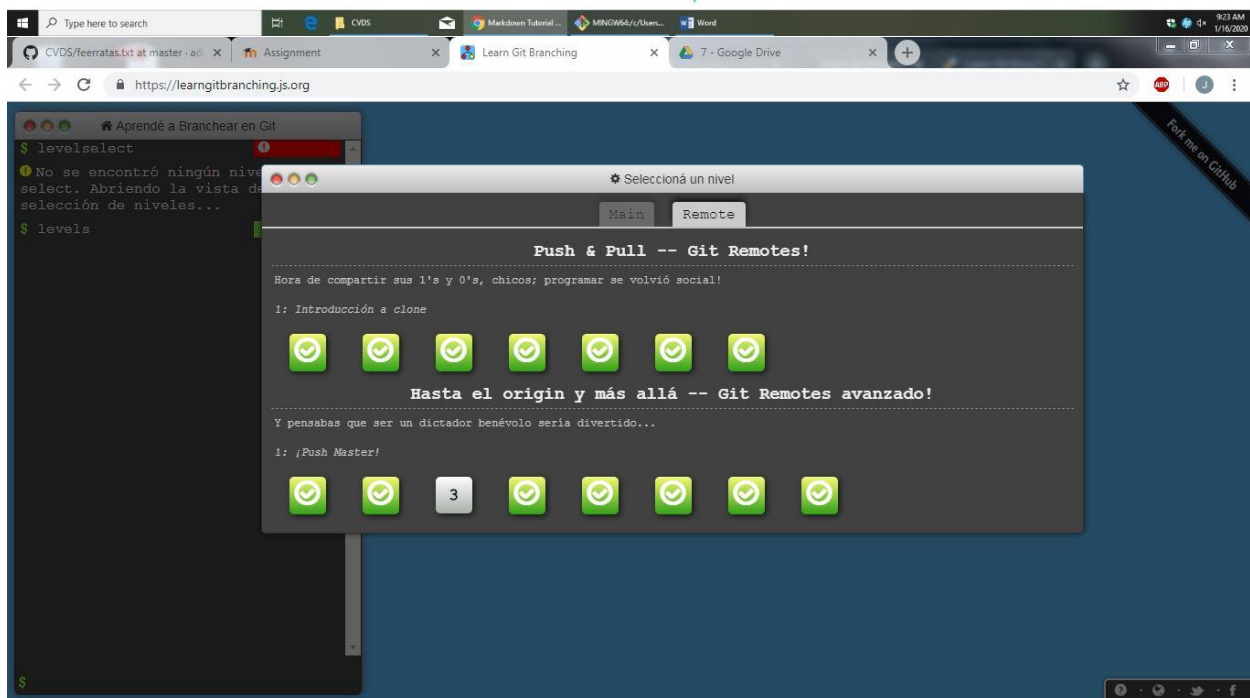 Type here to search
CVDS
Markdown Tutorial ...
MINGW64:/c/Users...
Word
9:23 AM
1/16/2020
CVDS/feerratas.txt at master · aci
Assignment
Learn Git Branching
7 - Google Drive
https://learngitbranching.js.org
ABP
J
Fork me on GitHub
Aprendé a Branchear en Git
$ levelselect
No se encontró ningún nive
select. Abriendo la vista de
selección de niveles...
$ levels
$
Seleccioná un nivel
Main Remote
Push & Pull -- Git Remotes!
Hora de compartir sus 1's y 0's, chicos; programar se volvió social!
1: Introducción a clone
Hasta el origin y más allá -- Git Remotes avanzado!
Y pensabas que ser un dictador benévolo sería divertido...
1: ¡Push Master!
3